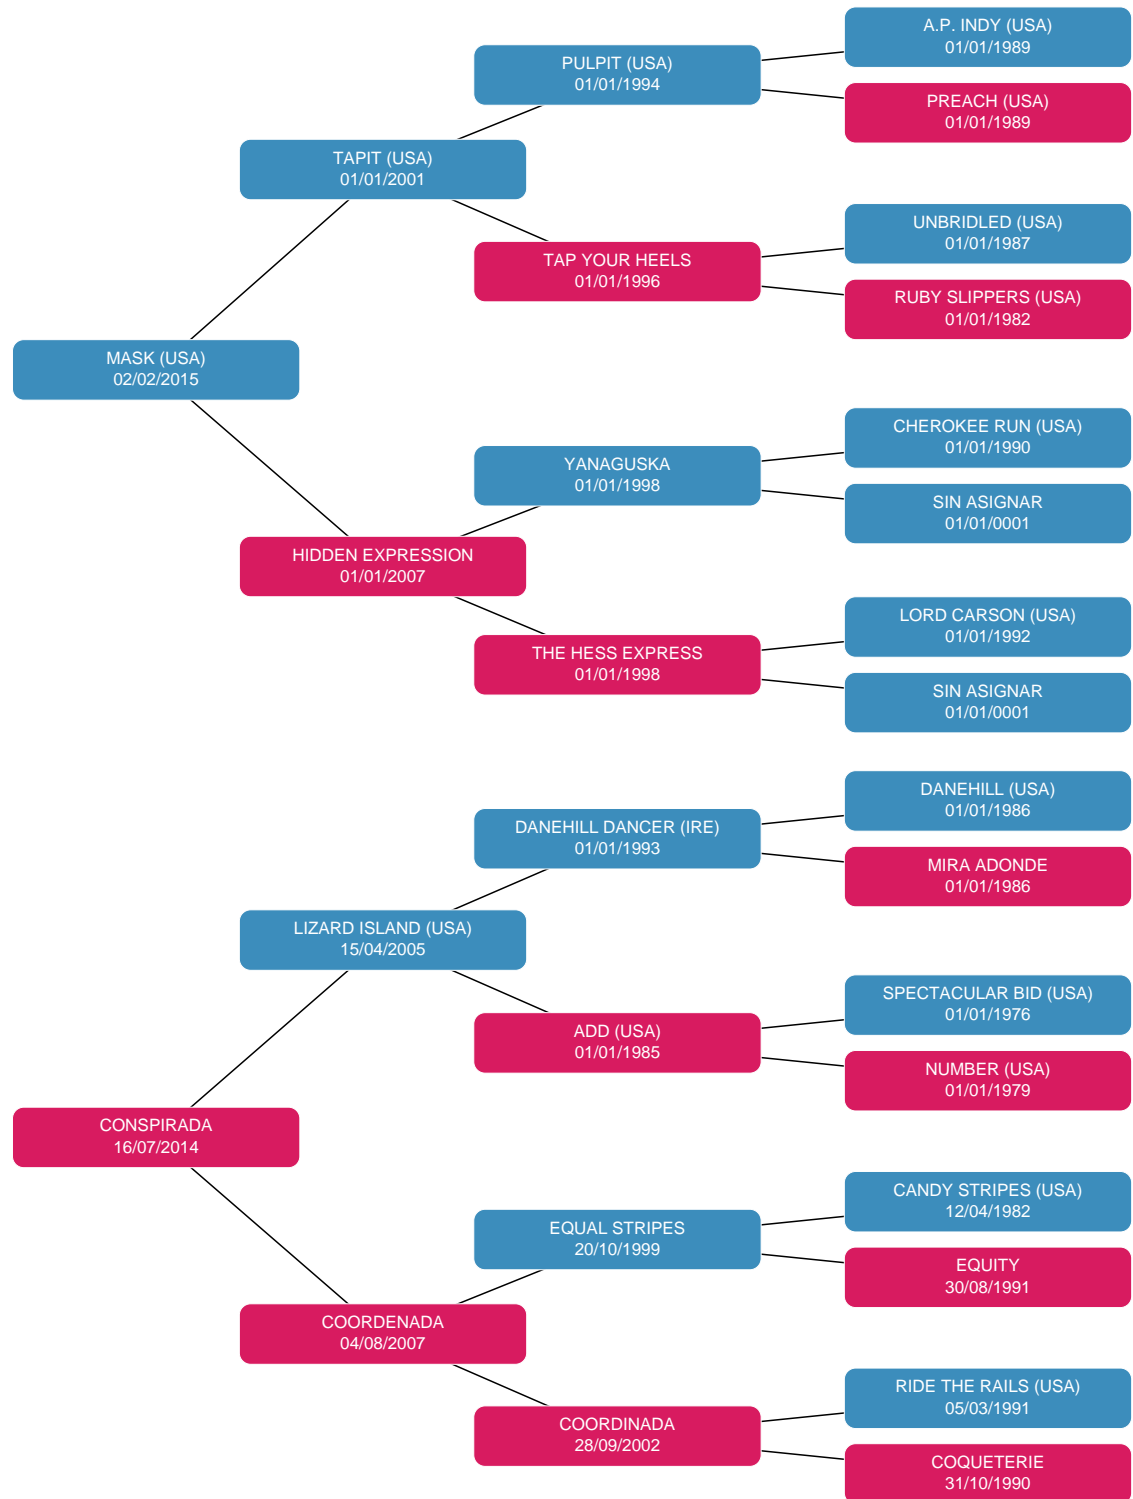 A.P. INDY (USA)
01/01/1989
PULPIT (USA)
01/01/1994
PREACH (USA)
01/01/1989
TAPIT (USA)
01/01/2001
UNBRIDLED (USA)
01/01/1987
TAP YOUR HEELS
01/01/1996
RUBY SLIPPERS (USA)
01/01/1982
MASK (USA)
02/02/2015
CHEROKEE RUN (USA)
01/01/1990
YANAGUSKA
01/01/1998
SIN ASIGNAR
01/01/0001
HIDDEN EXPRESSION
01/01/2007
LORD CARSON (USA)
01/01/1992
THE HESS EXPRESS
01/01/1998
SIN ASIGNAR
01/01/0001
DANEHILL (USA)
01/01/1986
DANEHILL DANCER (IRE)
01/01/1993
MIRA ADONDE
01/01/1986
LIZARD ISLAND (USA)
15/04/2005
SPECTACULAR BID (USA)
01/01/1976
ADD (USA)
01/01/1985
NUMBER (USA)
01/01/1979
CONSPIRADA
16/07/2014
CANDY STRIPES (USA)
12/04/1982
EQUAL STRIPES
20/10/1999
EQUITY
30/08/1991
COORDENADA
04/08/2007
RIDE THE RAILS (USA)
05/03/1991
COORDINADA
28/09/2002
COQUETERIE
31/10/1990